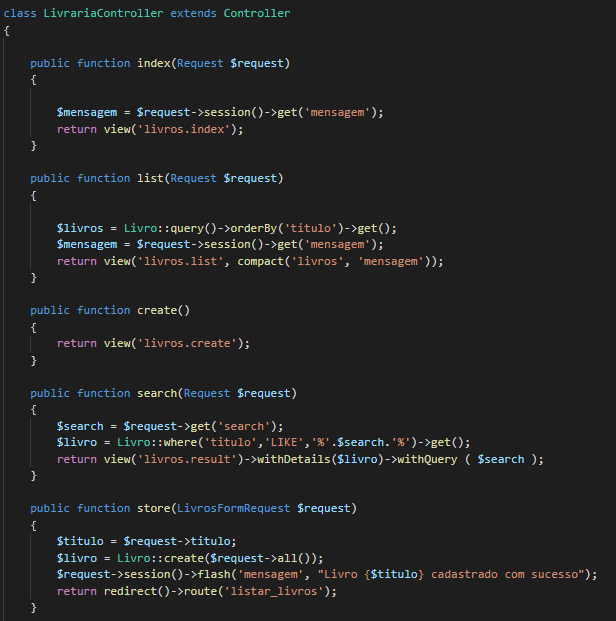 class LivrariaController extends Controller
{
public function index(Request $request)
{
$mensagem = $request->session()->get('mensagem');
return view('livros.index');
}
public function list(Request $request)
{
$livros = Livro::query()->orderBy('titulo')->get();
$mensagem = $request->session()->get('mensagem');
return view('livros.list', compact('livros', 'mensagem'));
}
public function create()
{
return view('livros.create');
}
public function search(Request $request)
{
$search = $request->get('search');
$livro = Livro::where('titulo','LIKE','%'.$search.'%')->get();
return view('livros.result')->withDetails($livro)->withQuery ( $search );
}
public function store(LivrosFormRequest $request)
{
$titulo = $request->titulo;
$livro = Livro::create($request->all());
$request->session()->flash('mensagem', "Livro {$titulo} cadastrado com sucesso");
return redirect()->route('listar_livros');
}